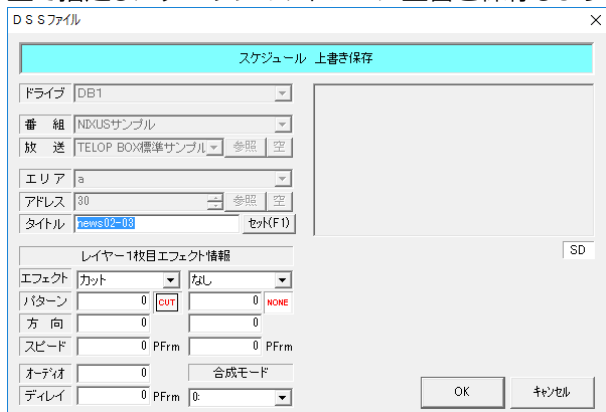 DSSファイル ×
スケジュール 上書き保存
ドライブ DB1
番 組 NIXUSサンプル
放 送 TELOP BOX標準サンプル 参照 空
エリア a
アドレス 30 参照 空
タイトル news02-03 セット(F1)
SD
レイヤー1枚目エフェクト情報
エフェクト カット なし
パターン 0 CUT 0 NONE
方 向 0 0
スピード 0 PFrm 0 PFrm
オーディオ 0 合成モード
ディレイ 0 PFrm 0:
OK キャンセル